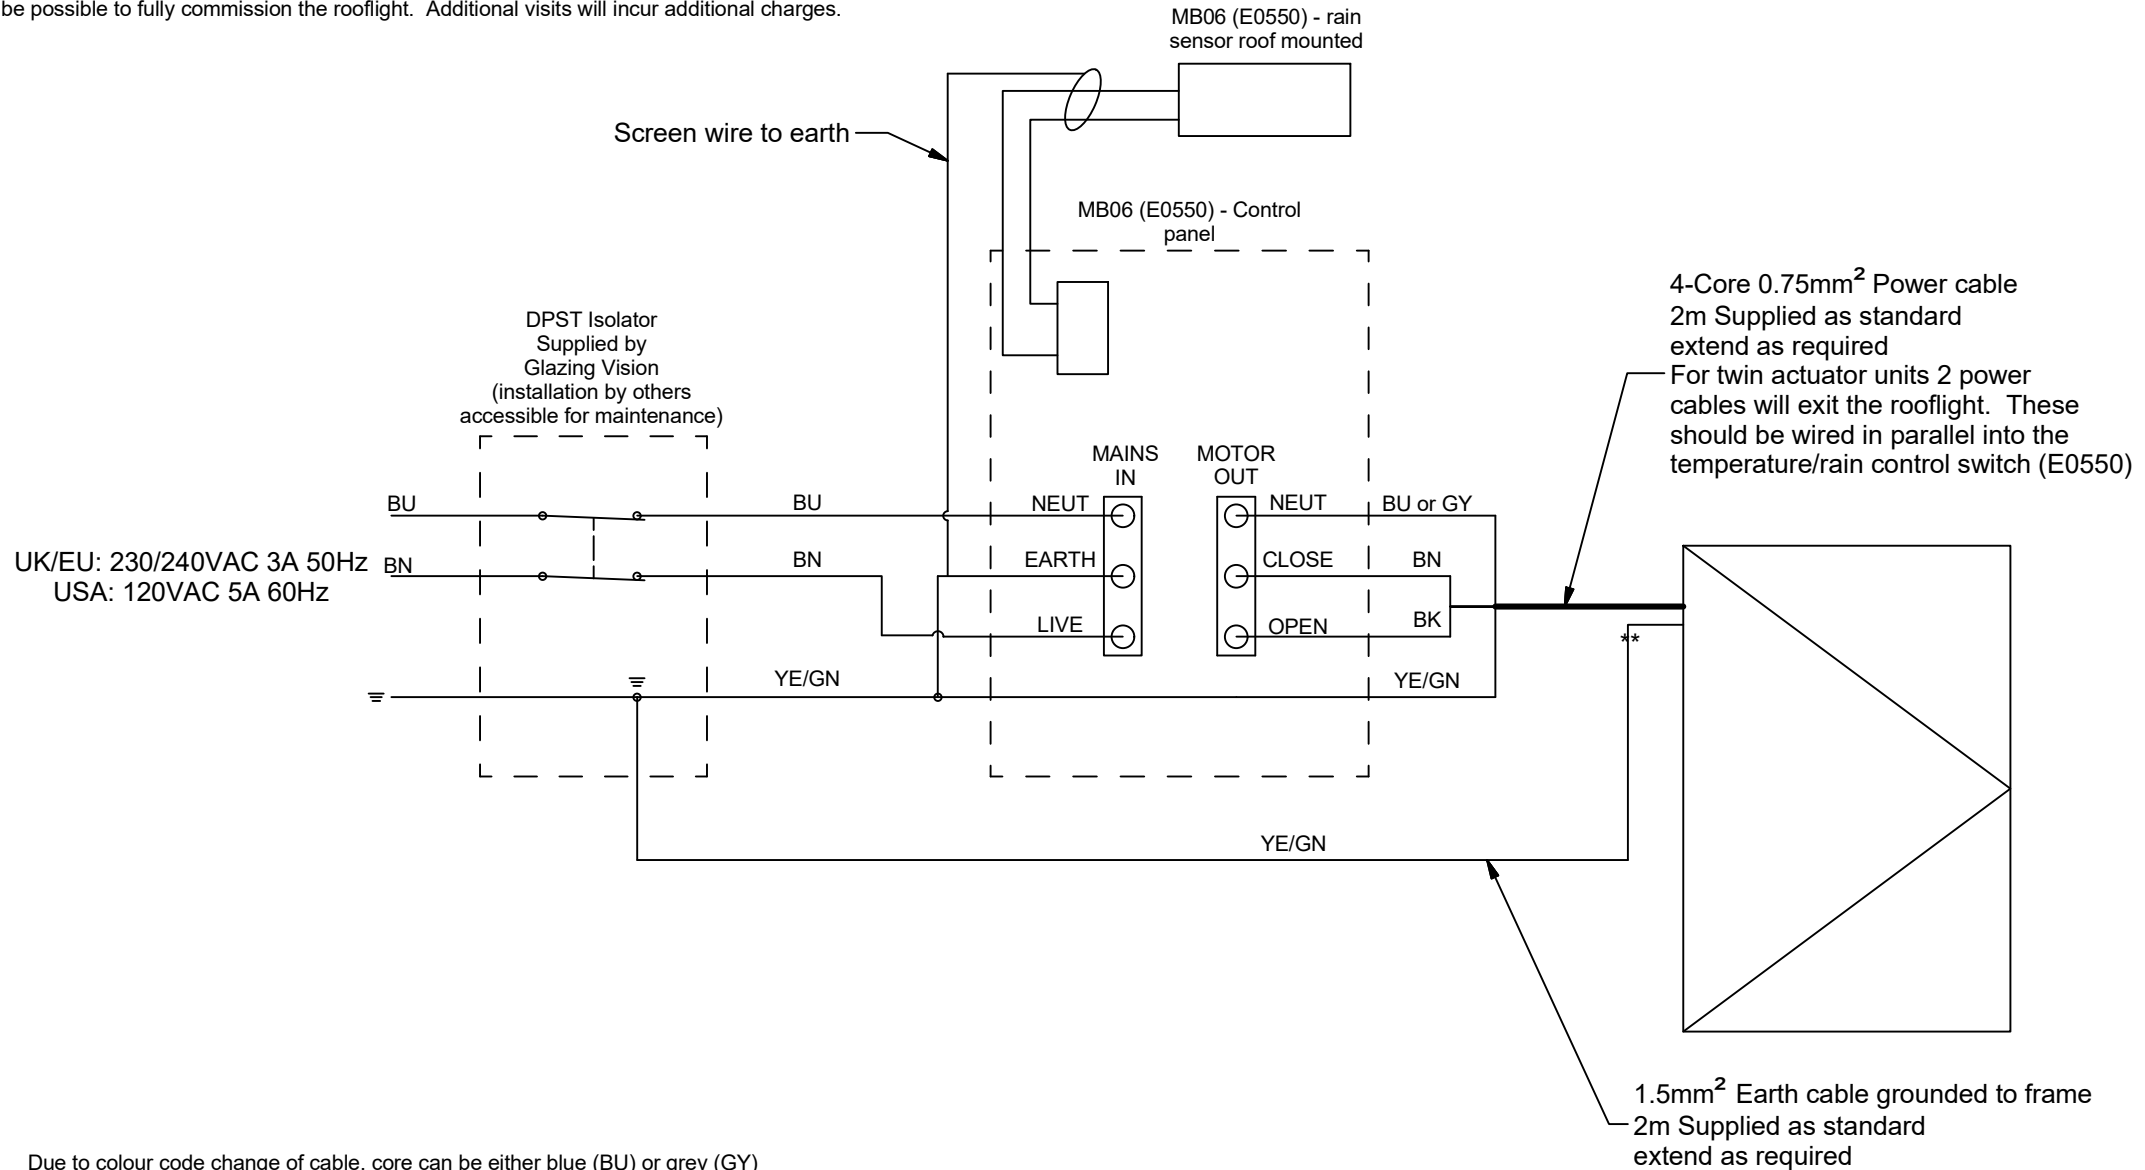 be possible to fully commission the rooflight.  Additional visits will incur additional charges.
MB06 (E0550) - rain
sensor roof mounted
Screen wire to earth
MB06 (E0550) - Control
panel
4-Core 0.75mm² Power cable
2m Supplied as standard
extend as required
For twin actuator units 2 power
cables will exit the rooflight.  These
should be wired in parallel into the
temperature/rain control switch (E0550)
DPST Isolator
Supplied by
Glazing Vision
(installation by others
accessible for maintenance)
MAINS
IN
MOTOR
OUT
BU
BU
NEUT
NEUT
BU or GY
UK/EU: 230/240VAC 3A 50Hz
USA: 120VAC 5A 60Hz
BN
BN
EARTH
CLOSE
BN
LIVE
OPEN
BK
**
YE/GN
YE/GN
YE/GN
1.5mm² Earth cable grounded to frame
2m Supplied as standard
extend as required
Due to colour code change of cable, core can be either blue (BU) or grey (GY)